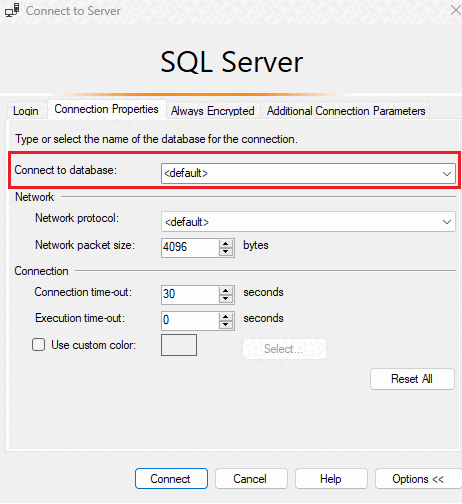 Connect to Server
SQL Server
Login Connection Properties Always Encrypted Additional Connection Parameters
Type or select the name of the database for the connection.
Connect to database: <default>
Network
Network protocol: <default>
Network packet size: 4096 bytes
Connection
Connection time-out: 30 seconds
Execution time-out: 0 seconds
Use custom color: Select...
Reset All
Connect Cancel Help Options <<